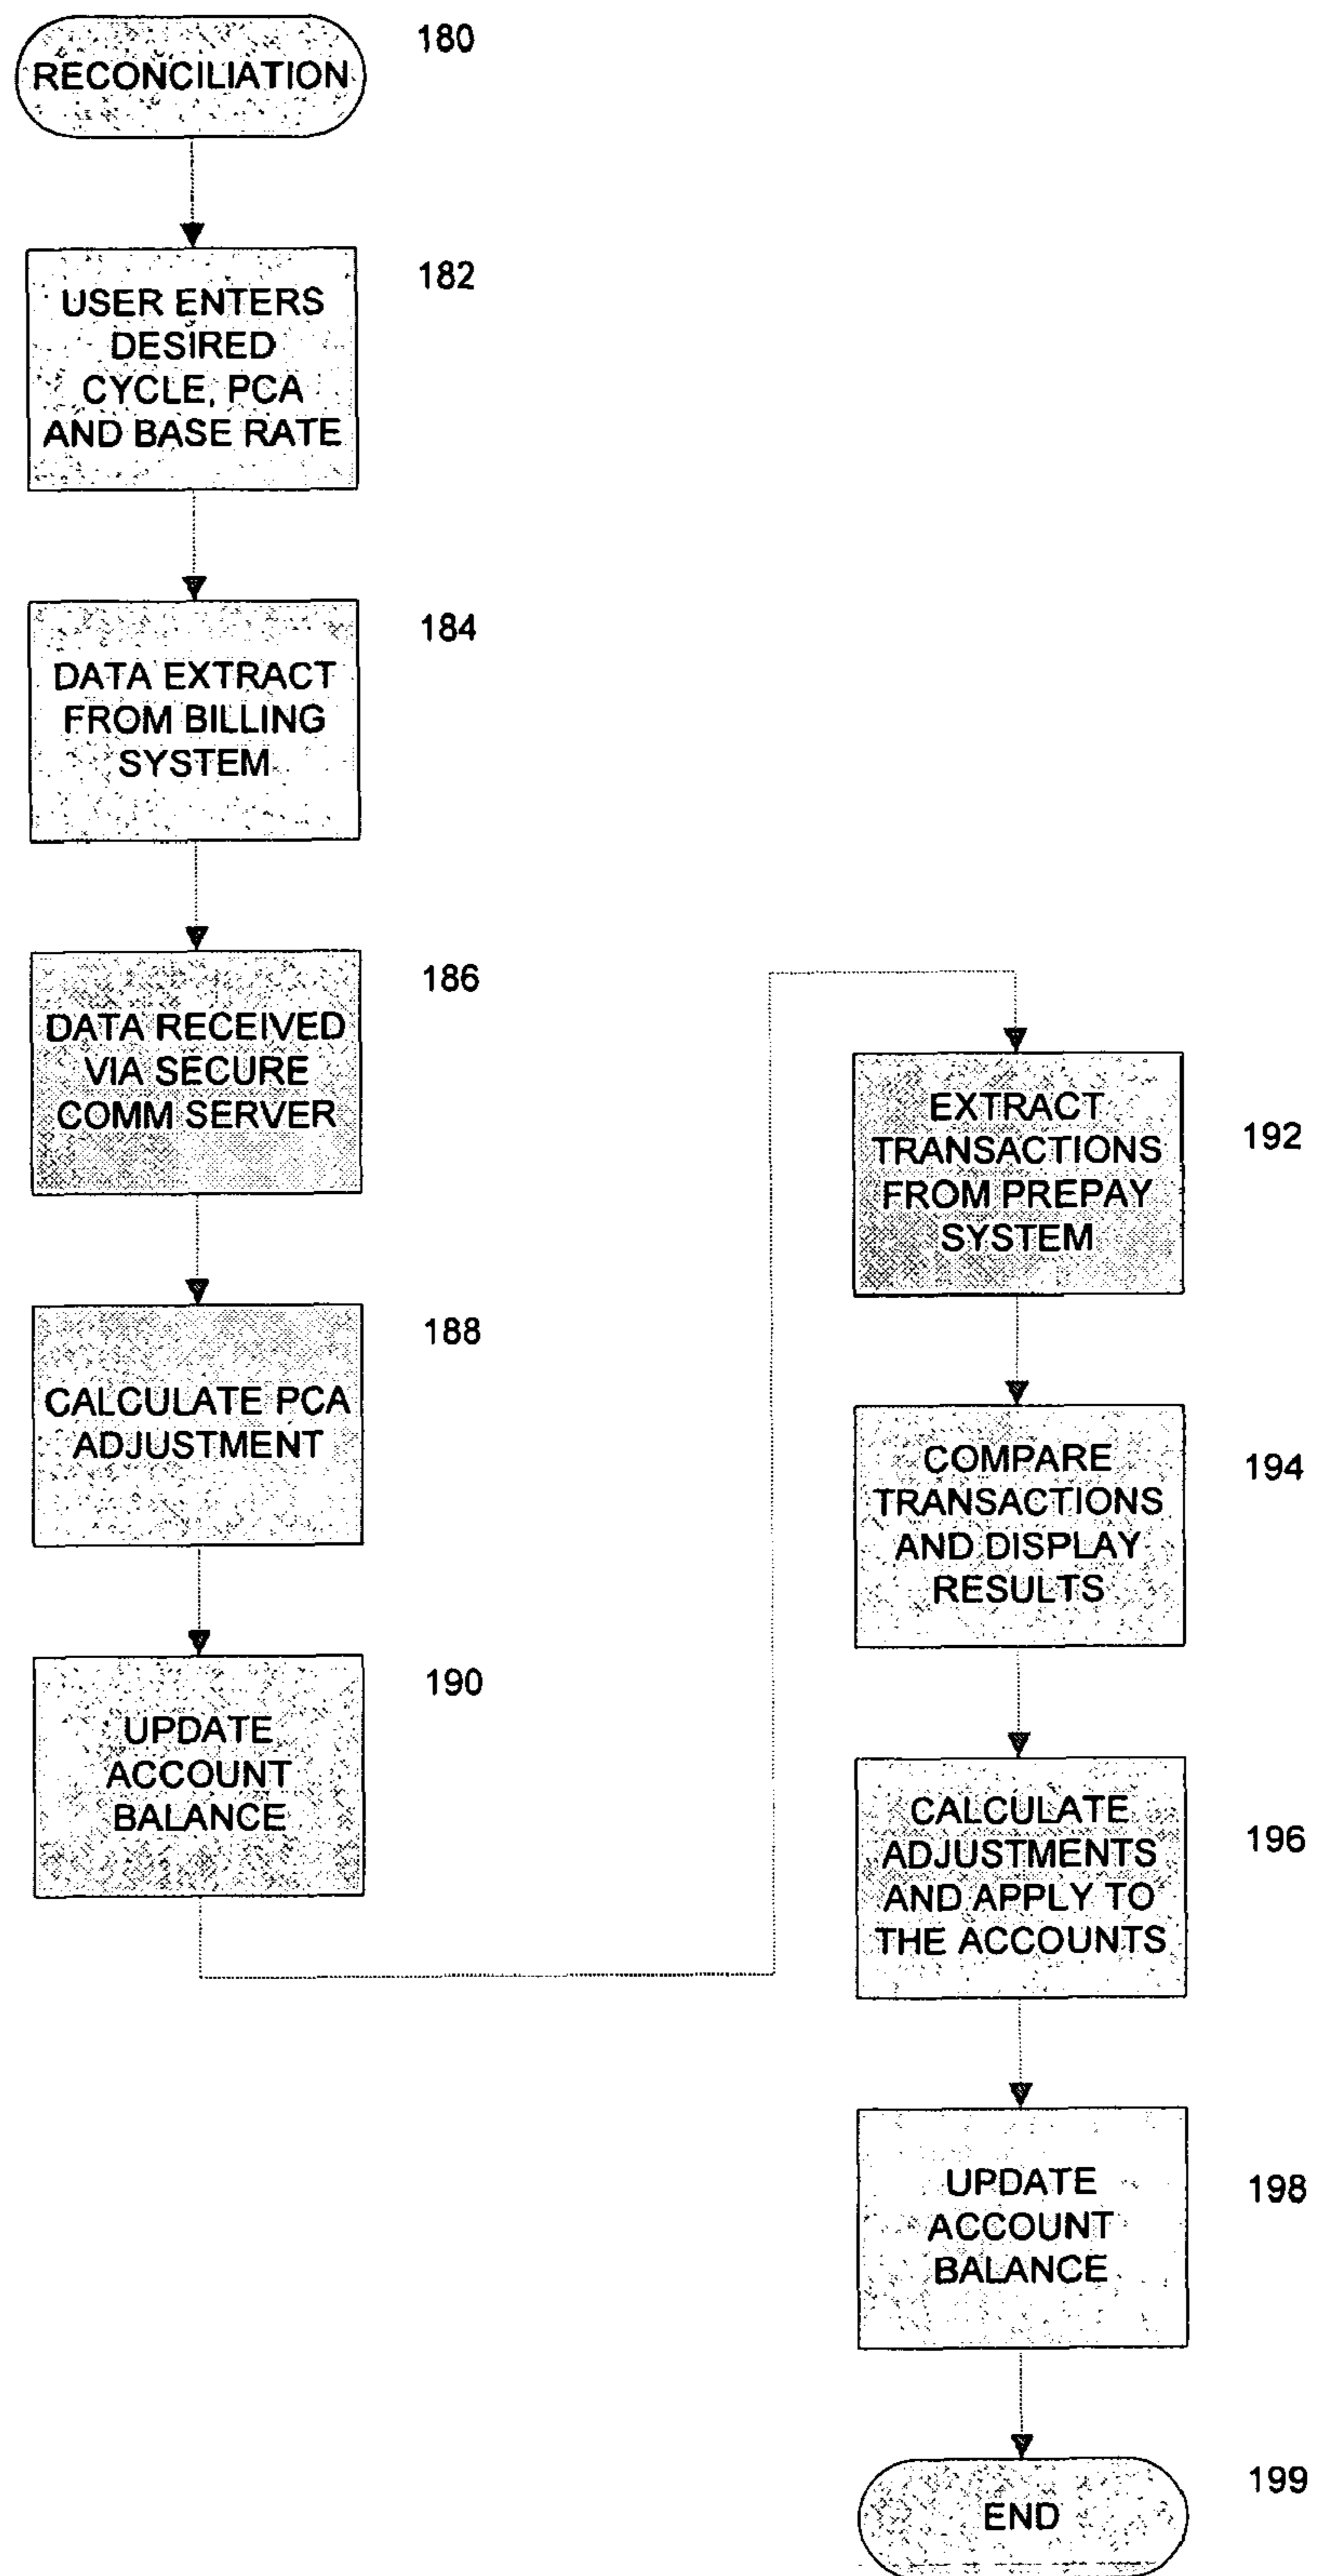 RECONCILIATION
180
USER ENTERS
DESIRED
CYCLE, PCA
AND BASE RATE
182
DATA EXTRACT
FROM BILLING
SYSTEM
184
DATA RECEIVED
VIA SECURE
COMM SERVER
186
CALCULATE PCA
ADJUSTMENT
188
UPDATE
ACCOUNT
BALANCE
190
EXTRACT
TRANSACTIONS
FROM PREPAY
SYSTEM
192
COMPARE
TRANSACTIONS
AND DISPLAY
RESULTS
194
CALCULATE
ADJUSTMENTS
AND APPLY TO
THE ACCOUNTS
196
UPDATE
ACCOUNT
BALANCE
198
END
199